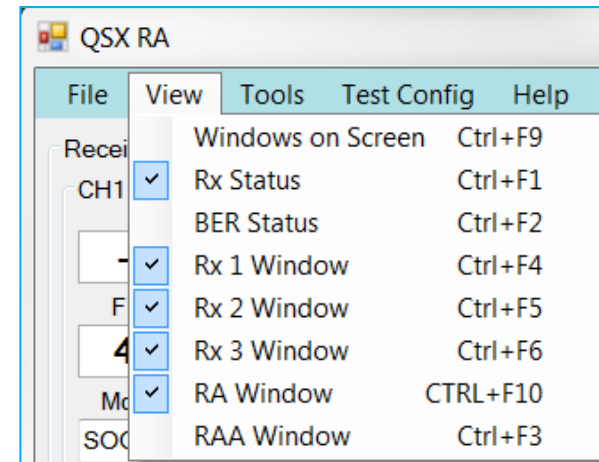 QSX RA
File View Tools Test Config Help
Windows on Screen Ctrl+F9
Rx Status Ctrl+F1
BER Status Ctrl+F2
Rx 1 Window Ctrl+F4
Rx 2 Window Ctrl+F5
Rx 3 Window Ctrl+F6
RA Window CTRL+F10
RAA Window Ctrl+F3
CH1